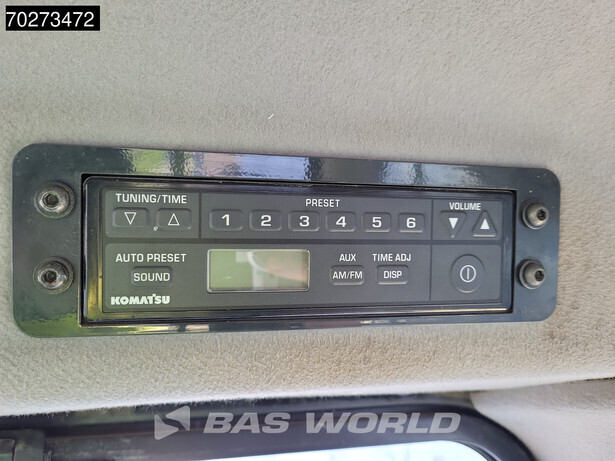 70273472
TUNING/TIME
PRESET
VOLUME
1 2 3 4 5 6
AUTO PRESET
AUX
TIME ADJ
SOUND
AM/FM
DISP
KOMATSU
BAS WORLD